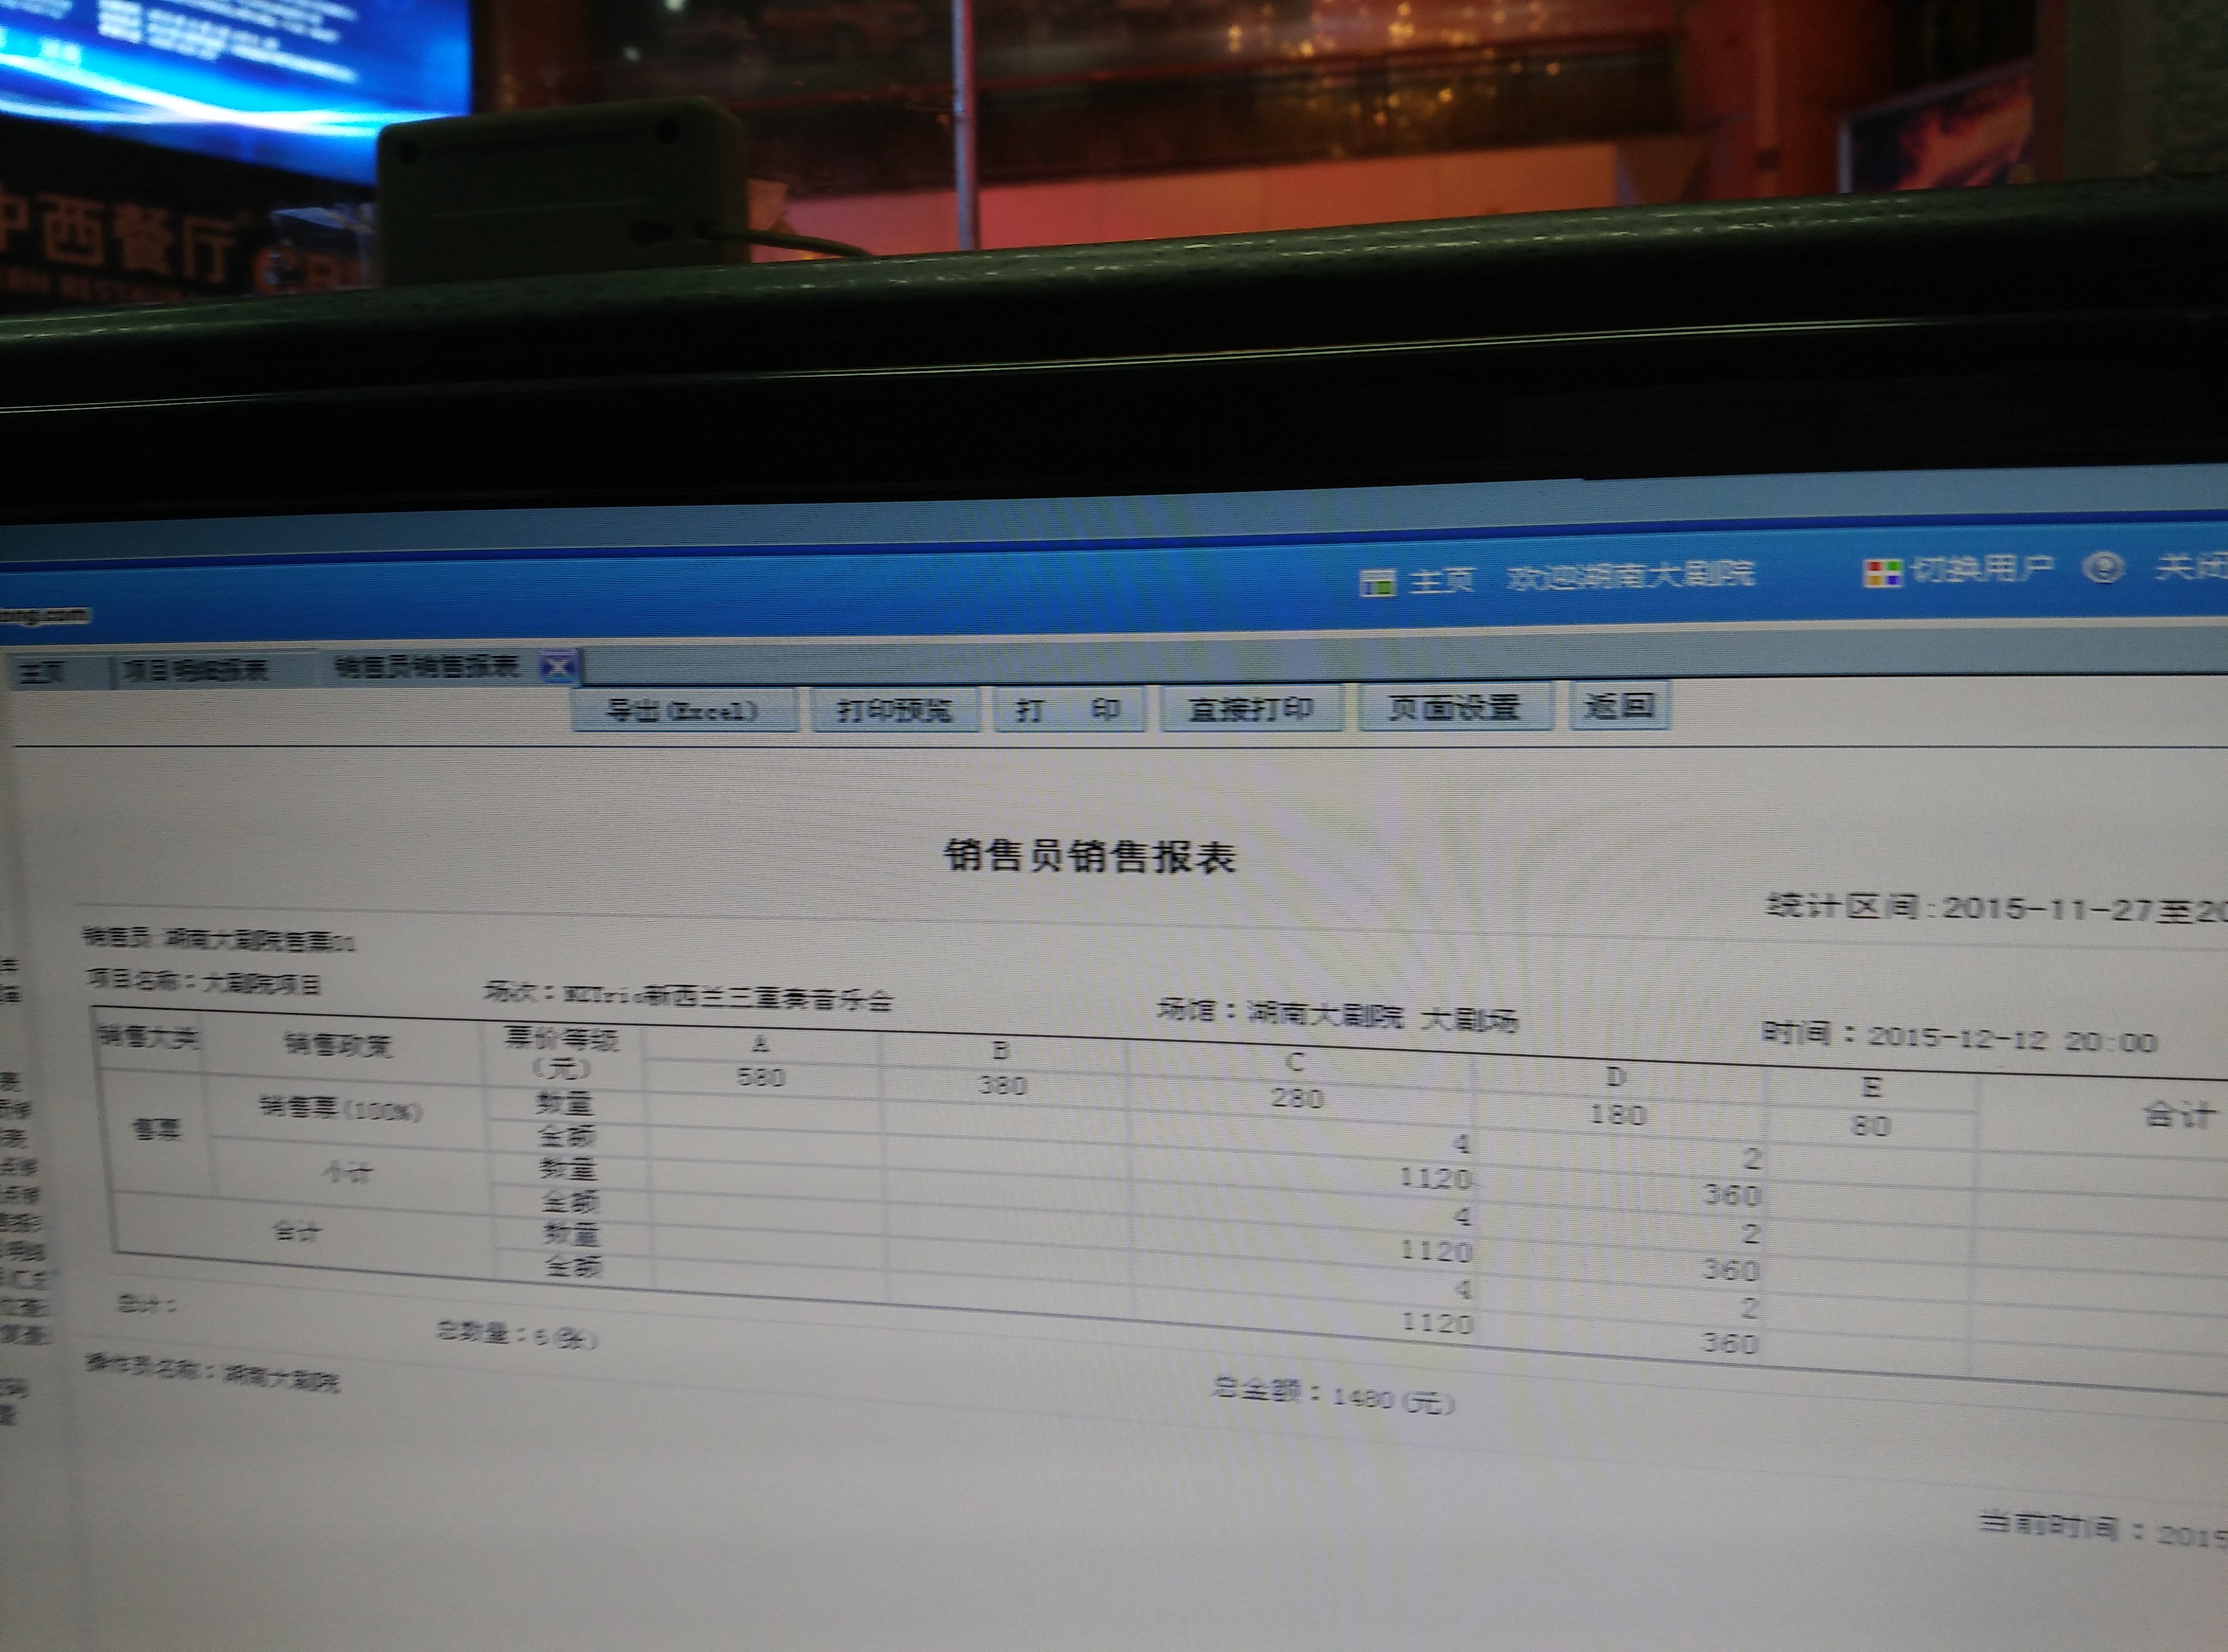 中西餐厅
主页 欢迎湖南大剧院 切换用户 关闭
主页 项目明细报表 销售员销售报表
导出(Excel) 打印预览 打 印 直接打印 页面设置 返回
销售员销售报表
统计区间:2015-11-27至20
销售员:湖南大剧院售票01
项目名称：大剧院项目 场次：NZTrio新西兰三重奏音乐会 场馆：湖南大剧院 大剧场 时间：2015-12-12 20:00
销售大类 销售政策 票价等级(元) A B C D E 合计
580 380 280 180 80
售票 销售票(100%) 数量 4 2
金额 1120 360
小计 数量 4 2
金额 1120 360
合计 数量 4 2
金额 1120 360
总计： 总数量：6(张) 总金额：1480(元)
操作员名称：湖南大剧院
当前时间：2015